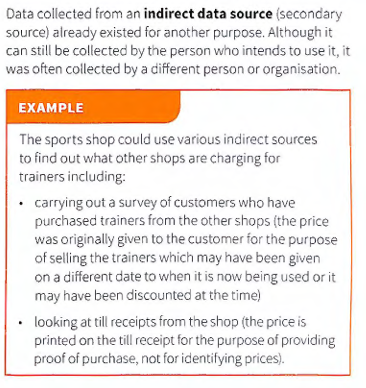 Data collected from an indirect data source (secondary
source) already existed for another purpose. Although it
can still be collected by the person who intends to use it, it
was often collected by a different person or organisation.
EXAMPLE
The sports shop could use various indirect sources
to find out what other shops are charging for
trainers including:
• carrying out a survey of customers who have
purchased trainers from the other shops (the price
was originally given to the customer for the purpose
of selling the trainers which may have been given
on a different date to when it is now being used or it
may have been discounted at the time)
• looking at till receipts from the shop (the price is
printed on the till receipt for the purpose of providing
proof of purchase, not for identifying prices).